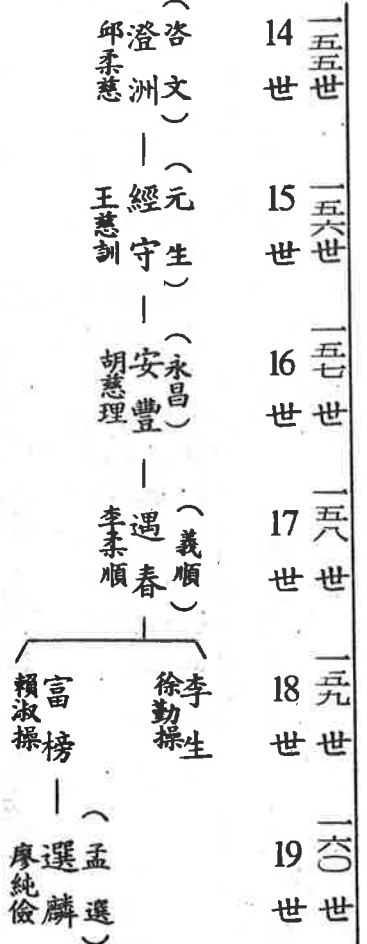 一五五世
14世
(咨文)
澄洲
邱柔慈
一五六世
15世
(元生)
經守
王慈訓
一五七世
16世
(永昌)
安豐
胡慈理
一五八世
17世
(義順)
遇春
李柔順
一五九世
18世
李生
徐勤操
富榜
賴淑操
一六〇世
19世
(孟選)
選麟
廖純儉